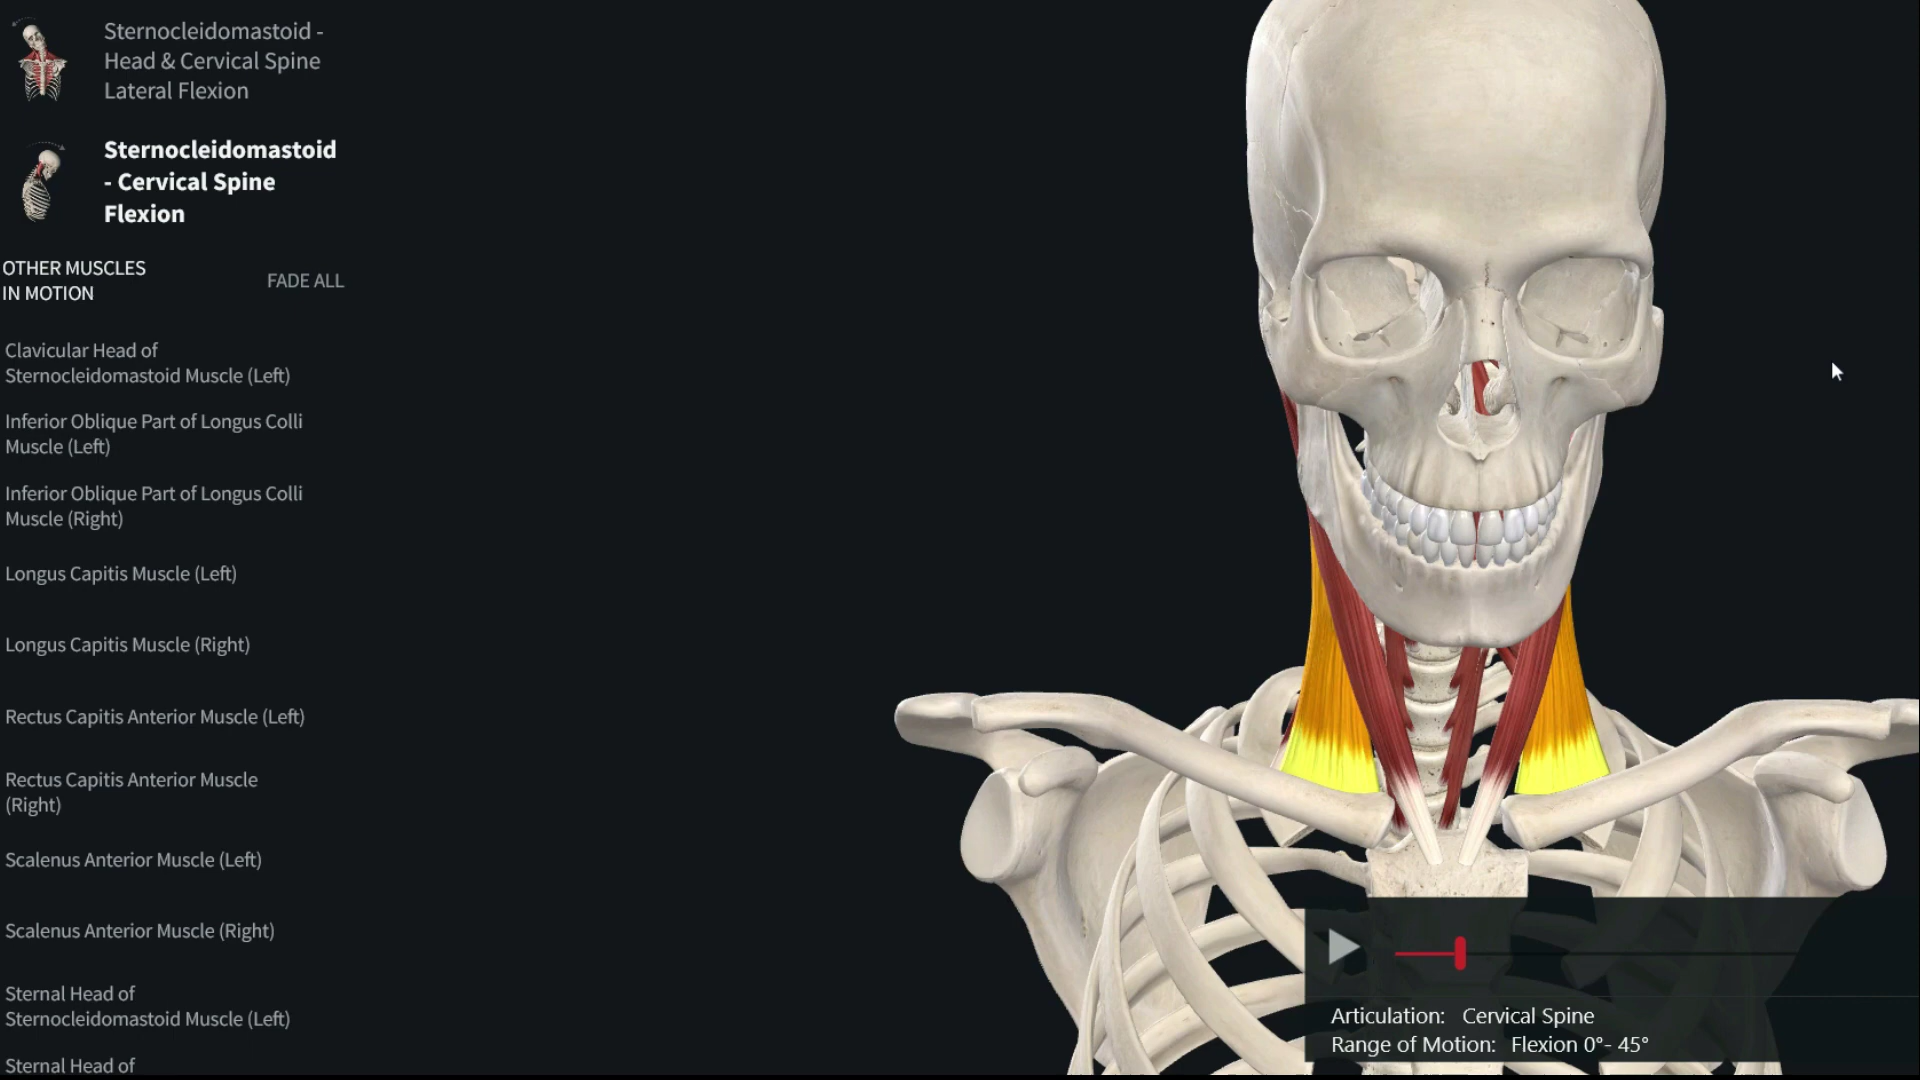 Sternocleidomastoid -
Head & Cervical Spine
Lateral Flexion
Sternocleidomastoid
- Cervical Spine
Flexion
OTHER MUSCLES
IN MOTION
FADE ALL
Clavicular Head of
Sternocleidomastoid Muscle (Left)
Inferior Oblique Part of Longus Colli
Muscle (Left)
Inferior Oblique Part of Longus Colli
Muscle (Right)
Longus Capitis Muscle (Left)
Longus Capitis Muscle (Right)
Rectus Capitis Anterior Muscle (Left)
Rectus Capitis Anterior Muscle
(Right)
Scalenus Anterior Muscle (Left)
Scalenus Anterior Muscle (Right)
Sternal Head of
Sternocleidomastoid Muscle (Left)
Sternal Head of
Articulation: Cervical Spine
Range of Motion: Flexion 0°- 45°